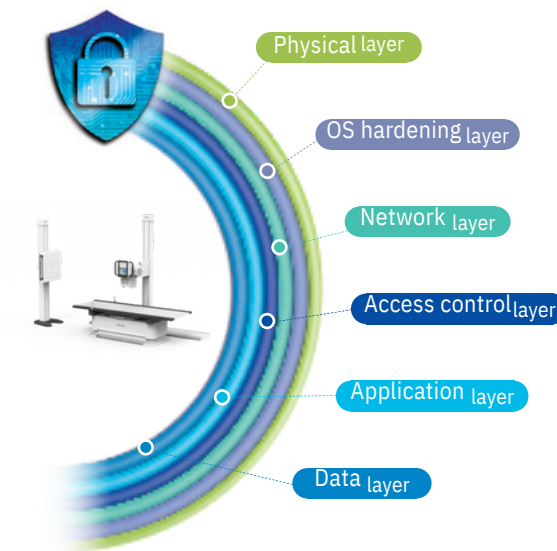 Physical layer
OS hardening layer
Network layer
Access control layer
Application layer
Data layer